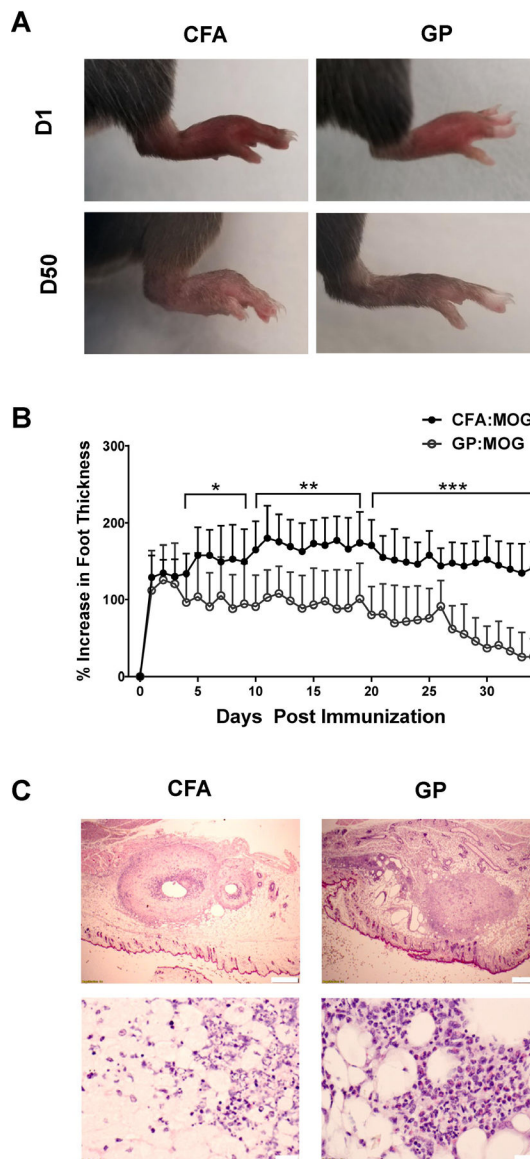 A
CFA GP
D1
D50
B
CFA:MOG
GP:MOG
300
200
100
0
% Increase in Foot Thickness
* ** ***
0 5 10 15 20 25 30
Days Post Immunization
C
CFA GP